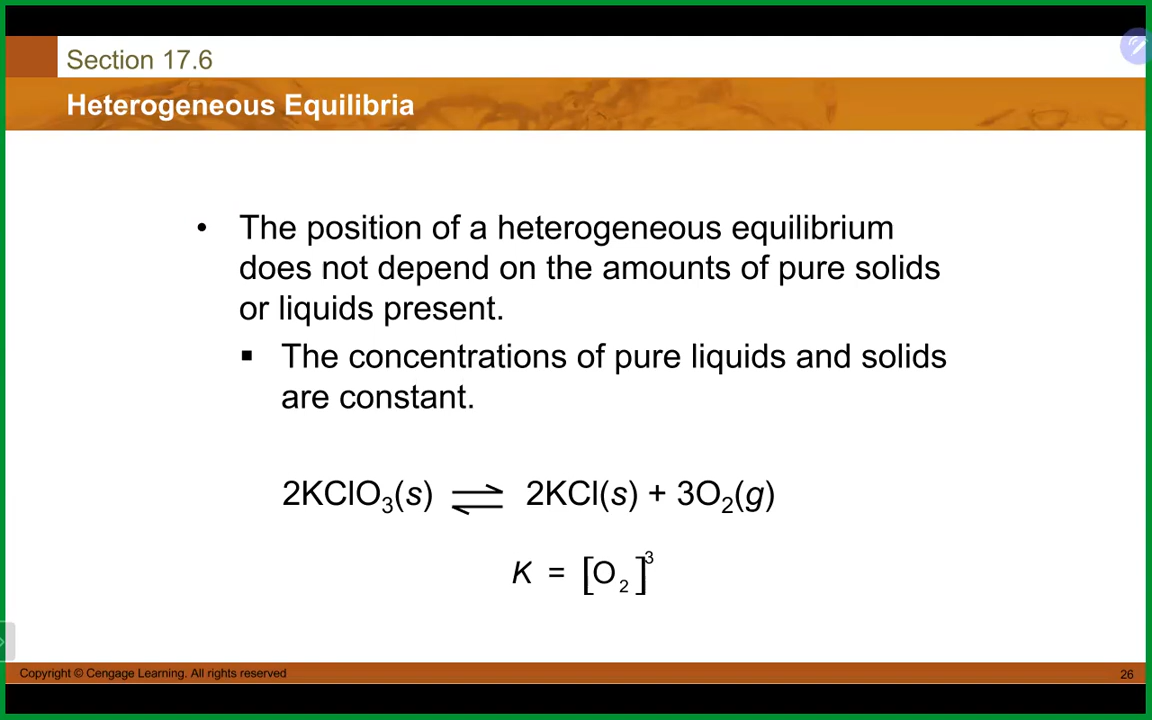 Section 17.6
Heterogeneous Equilibria
• The position of a heterogeneous equilibrium
does not depend on the amounts of pure solids
or liquids present.
▪ The concentrations of pure liquids and solids
are constant.
2KClO₃(s) ⇌ 2KCl(s) + 3O₂(g)
K = [O₂]³
Copyright © Cengage Learning. All rights reserved
26